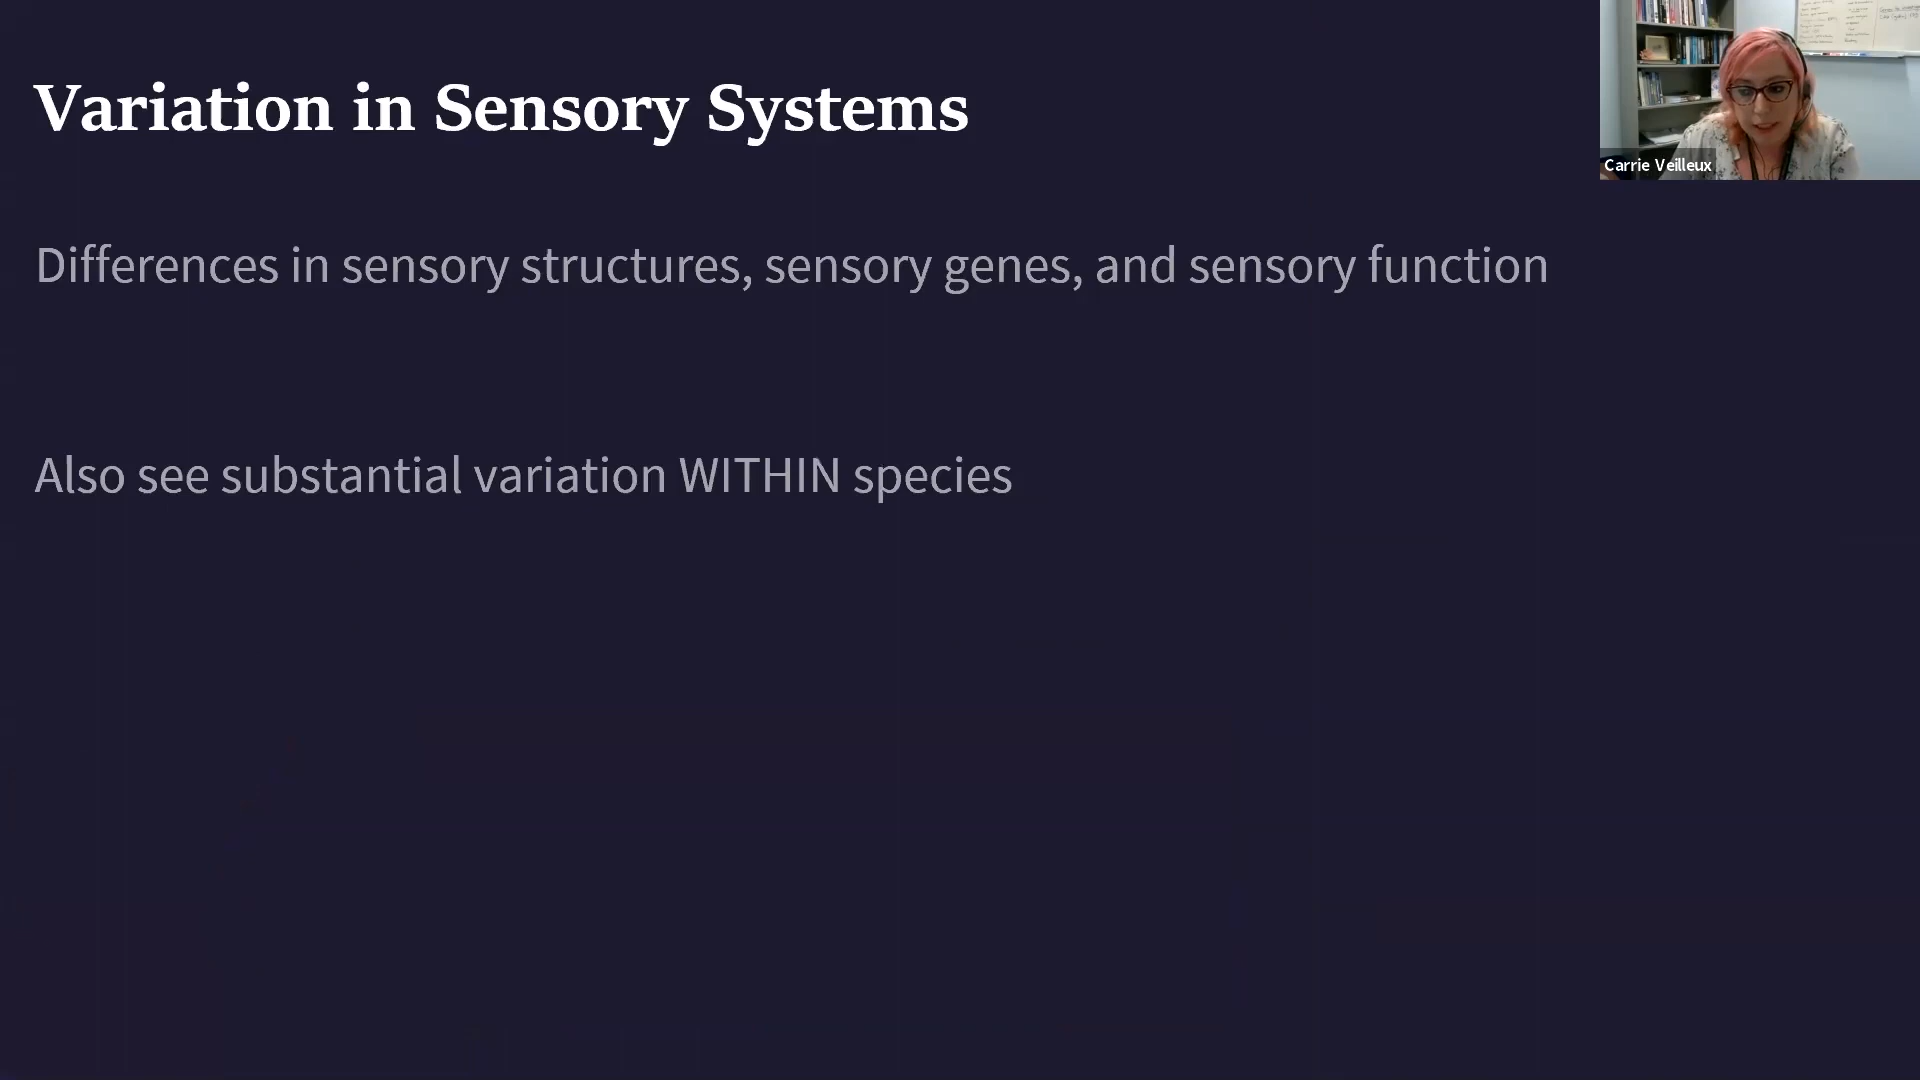 Variation in Sensory Systems
Carrie Veilleux
Differences in sensory structures, sensory genes, and sensory function
Also see substantial variation WITHIN species